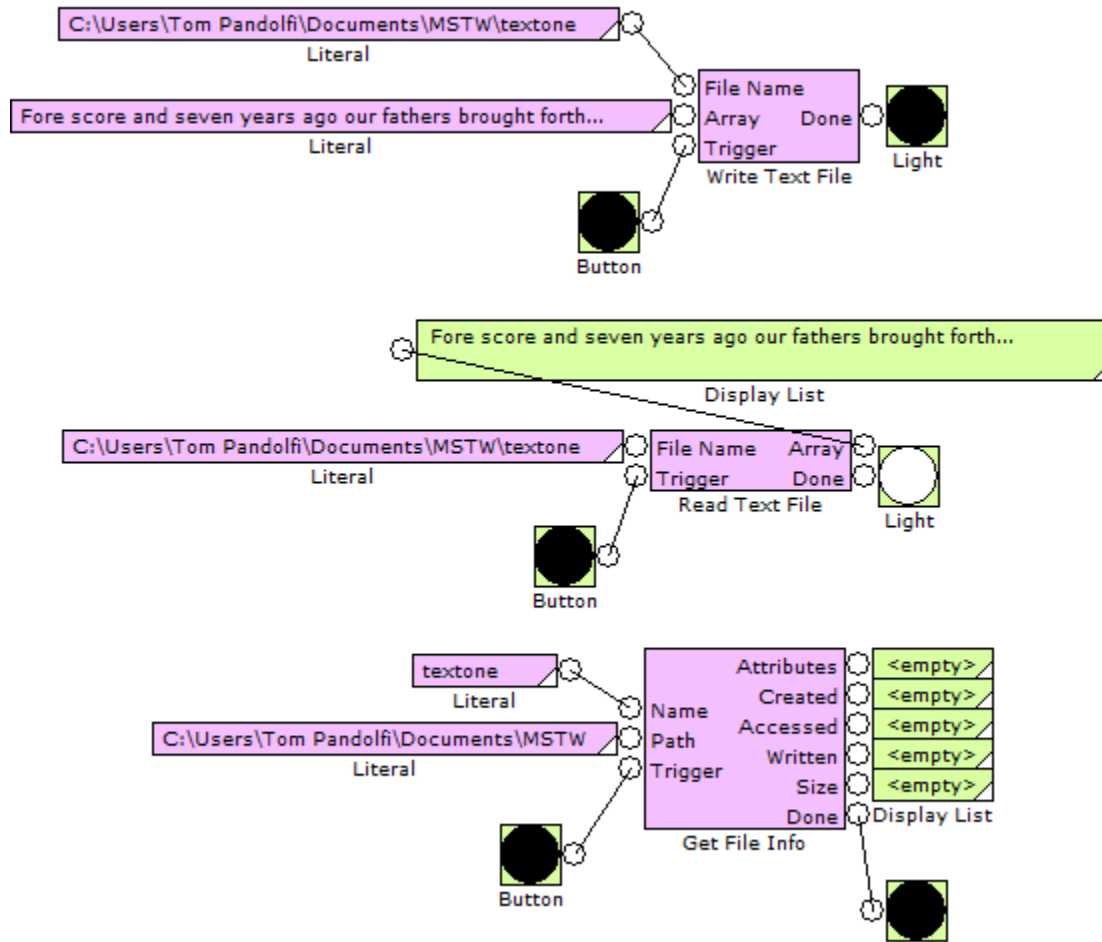 C:\Users\Tom Pandolfi\Documents\MSTW\textone
Literal
Fore score and seven years ago our fathers brought forth...
Literal
File Name
Array Done
Trigger
Write Text File
Light
Button
Fore score and seven years ago our fathers brought forth...
Display List
C:\Users\Tom Pandolfi\Documents\MSTW\textone
Literal
File Name Array
Trigger Done
Read Text File
Light
Button
textone
Literal
C:\Users\Tom Pandolfi\Documents\MSTW
Literal
Name
Path
Trigger
Attributes
Created
Accessed
Written
Size
Done
Get File Info
<empty>
<empty>
<empty>
<empty>
<empty>
Display List
Button